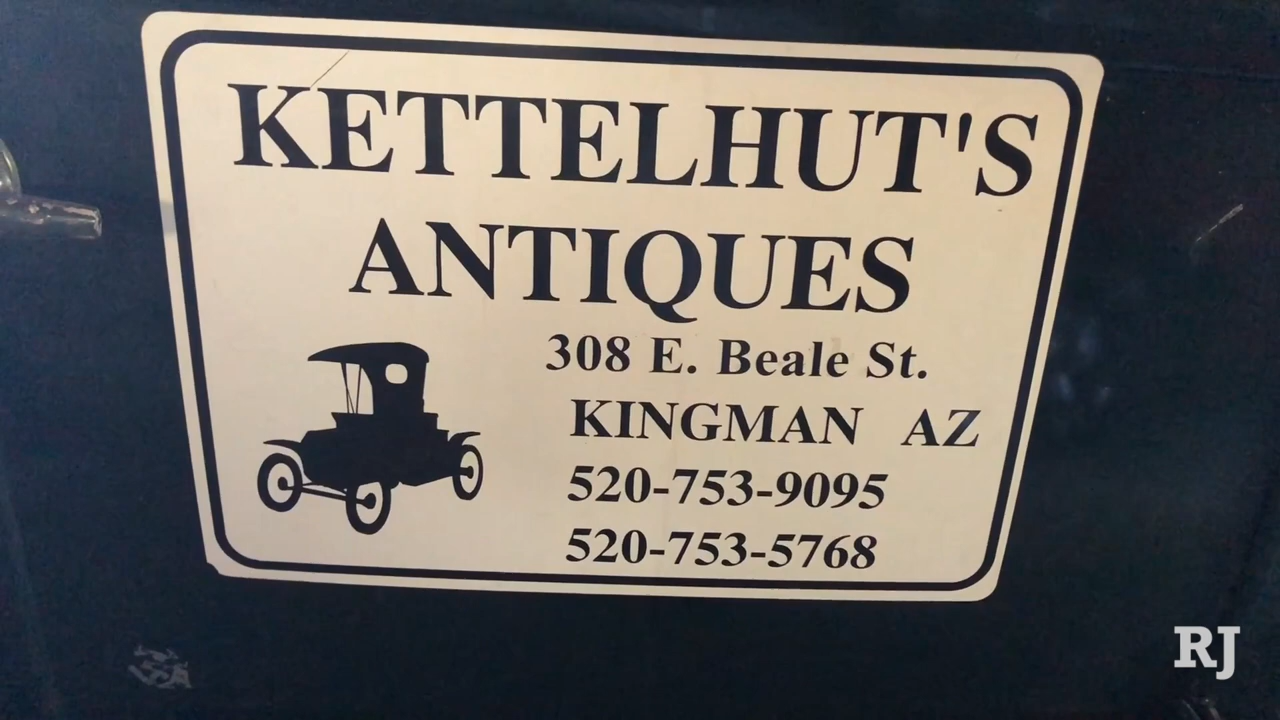 KETTELHUT'S
ANTIQUES
308 E. Beale St.
KINGMAN AZ
520-753-9095
520-753-5768
RJ